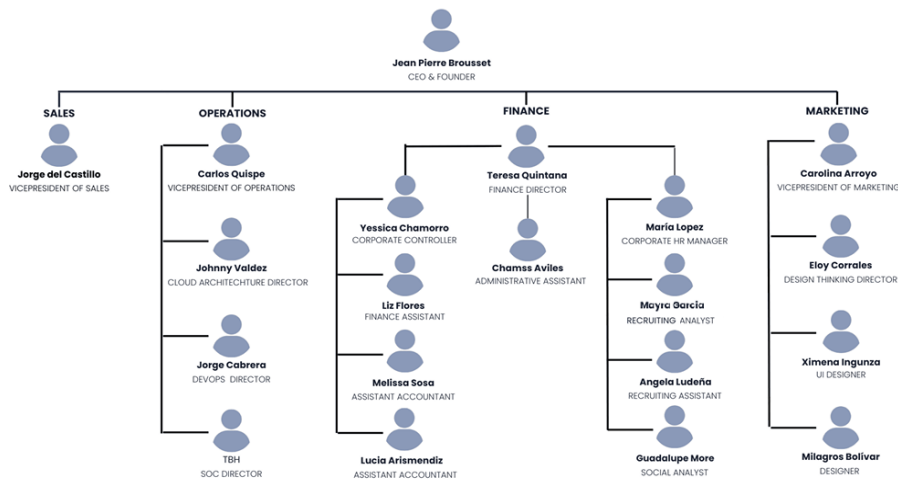 Jean Pierre Brousset
CEO & FOUNDER
SALES
Jorge del Castillo
VICEPRESIDENT OF SALES
OPERATIONS
Carlos Quispe
VICEPRESIDENT OF OPERATIONS
Johnny Valdez
CLOUD ARCHITECHTURE DIRECTOR
Jorge Cabrera
DEVOPS DIRECTOR
TBH
SOC DIRECTOR
FINANCE
Teresa Quintana
FINANCE DIRECTOR
Yessica Chamorro
CORPORATE CONTROLLER
Liz Flores
FINANCE ASSISTANT
Melissa Sosa
ASSISTANT ACCOUNTANT
Lucia Arismendiz
ASSISTANT ACCOUNTANT
Chamss Aviles
ADMINISTRATIVE ASSISTANT
María Lopez
CORPORATE HR MANAGER
Mayra García
RECRUITING ANALYST
Angela Ludeña
RECRUITING ASSISTANT
Guadalupe More
SOCIAL ANALYST
MARKETING
Carolina Arroyo
VICEPRESIDENT OF MARKETING
Eloy Corrales
DESIGN THINKING DIRECTOR
Ximena Ingunza
UI DESIGNER
Milagros Bolívar
DESIGNER